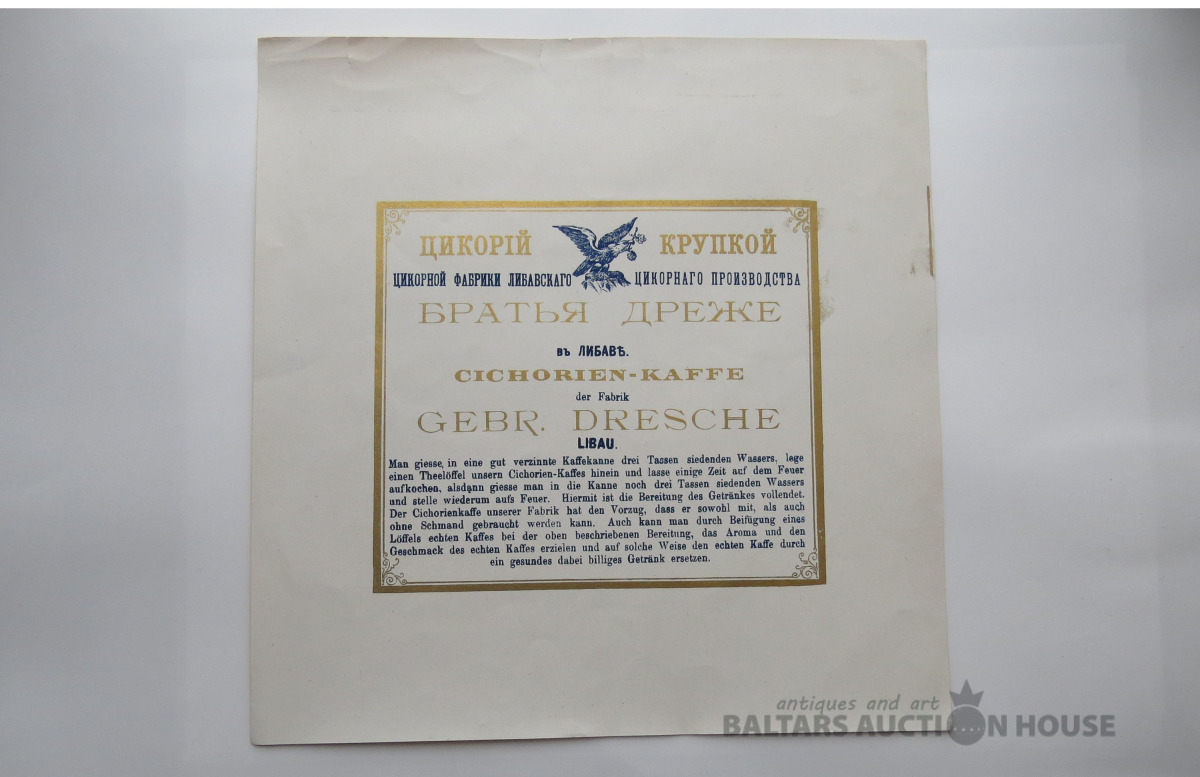 ЦИКОРІЙ КРУПКОЙ
ЦИКОРНОЙ ФАБРИКИ ЛИБАВСКАГО ЦИКОРНАГО ПРОИЗВОДСТВА
БРАТЬЯ ДРЕЖЕ
въ ЛИБАВѢ.
CICHORIEN-KAFFE
der Fabrik
GEBR. DRESCHE
LIBAU.
Man giesse, in eine gut verzinnte Kaffekanne drei Tassen siedenden Wassers, lege
einen Theelöffel unsern Cichorien-Kaffes hinein und lasse einige Zeit auf dem Feuer
aufkochen, alsdann giesse man in die Kanne noch drei Tassen siedenden Wassers
und stelle wiederum aufs Feuer. Hiermit ist die Bereitung des Getränkes vollendet.
Der Cichorienkaffe unserer Fabrik hat den Vorzug, dass er sowohl mit, als auch
ohne Schmand gebraucht werden kann. Auch kann man durch Beifügung eines
Löffels echten Kaffes bei der oben beschriebenen Bereitung, das Aroma und den
Geschmack des echten Kaffes erzielen und auf solche Weise den echten Kaffe durch
ein gesundes dabei billiges Getränk ersetzen.
antiques and art
BALTARS AUCTION HOUSE